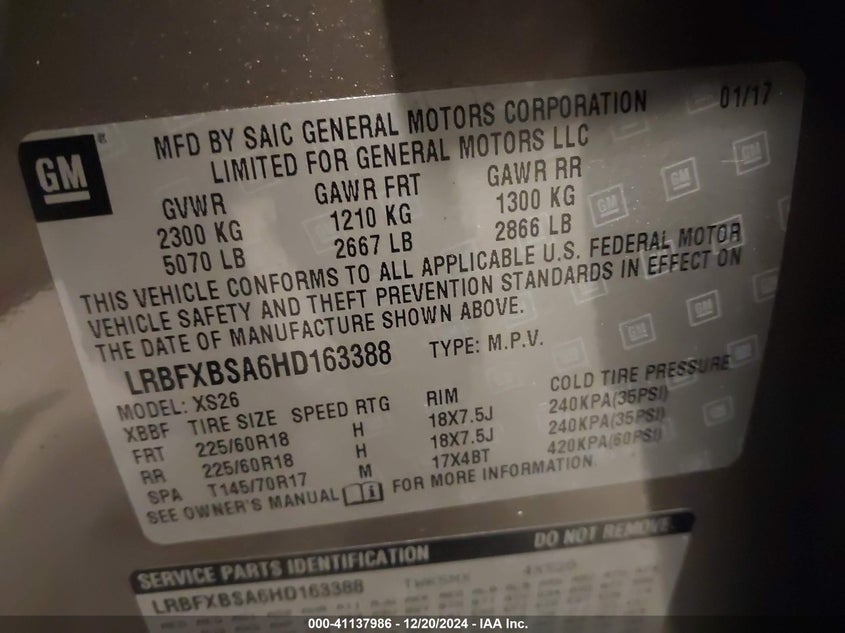 GM
MFD BY SAIC GENERAL MOTORS CORPORATION 01/17
LIMITED FOR GENERAL MOTORS LLC
GVWR GAWR FRT GAWR RR
2300 KG 1210 KG 1300 KG
5070 LB 2667 LB 2866 LB
THIS VEHICLE CONFORMS TO ALL APPLICABLE U.S. FEDERAL MOTOR
VEHICLE SAFETY AND THEFT PREVENTION STANDARDS IN EFFECT ON
THE DATE OF MANUFACTURE SHOWN ABOVE.
LRBFXBSA6HD163388 TYPE: M.P.V.
MODEL: XS26
XBBF TIRE SIZE SPEED RTG RIM COLD TIRE PRESSURE
FRT 225/60R18 H 18X7.5J 240KPA(35PSI)
RR 225/60R18 H 18X7.5J 240KPA(35PSI)
SPA T145/70R17 M 17X4BT 420KPA(60PSI)
SEE OWNER'S MANUAL FOR MORE INFORMATION.
SERVICE PARTS IDENTIFICATION DO NOT REMOVE
LRBFXBSA6HD163388
000-41137986 - 12/20/2024 - IAA Inc.